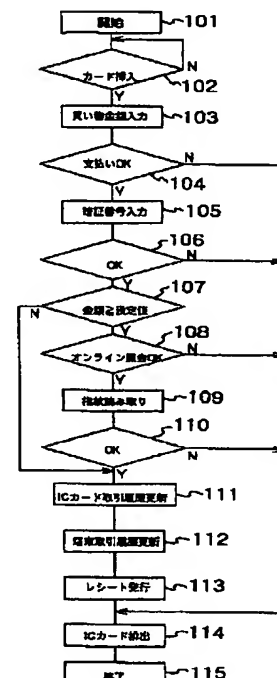 開始
101
カード挿入
N
102
Y
買い物金額入力
103
支払いOK
N
104
Y
暗証番号入力
105
106
OK
N
Y
107
金額≧設定値
N
Y
108
オンライン照会OK
N
Y
指紋読み取り
109
110
OK
N
Y
ICカード取引履歴更新
111
端末取引履歴更新
112
レシート発行
113
ICカード排出
114
終了
115